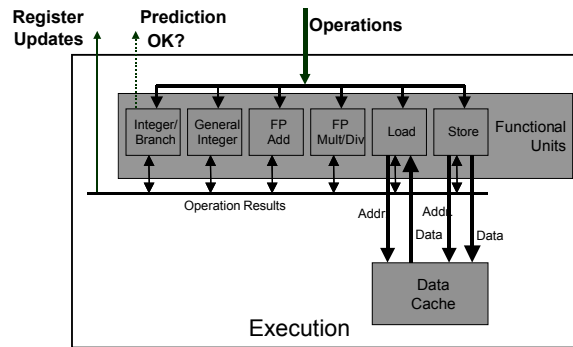 Register
Updates
Prediction
OK?
Operations
Integer/
Branch
General
Integer
FP
Add
FP
Mult/Div
Load
Store
Functional
Units
Operation Results
Addr.
Addr.
Data
Data
Data
Cache
Execution